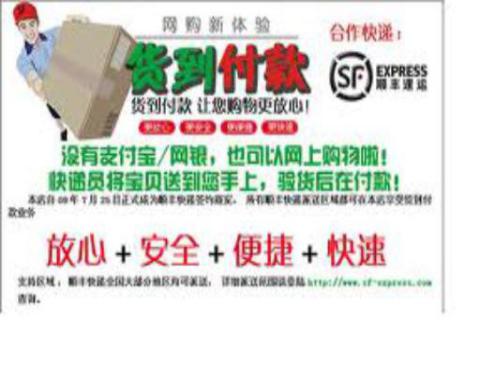 网购新体验
合作快递：
货到付款
SF EXPRESS
顺丰速运
货到付款 让您购物更放心！
更放心 更安全 更便捷 更快速
没有支付宝/网银，也可以网上购物啦！
快递员将宝贝送到您手上，验货后在付款！
本店自 09 年 7 月 25 日正式成为顺丰快递签约商家， 所有顺丰快递派送区域都可在本店享受货到付
款业务
放心 + 安全 + 便捷 + 快速
支持区域： 顺丰快递全国大部分地区均可派送， 详细派送范围请登陆 http://www.sf-express.com
查询。